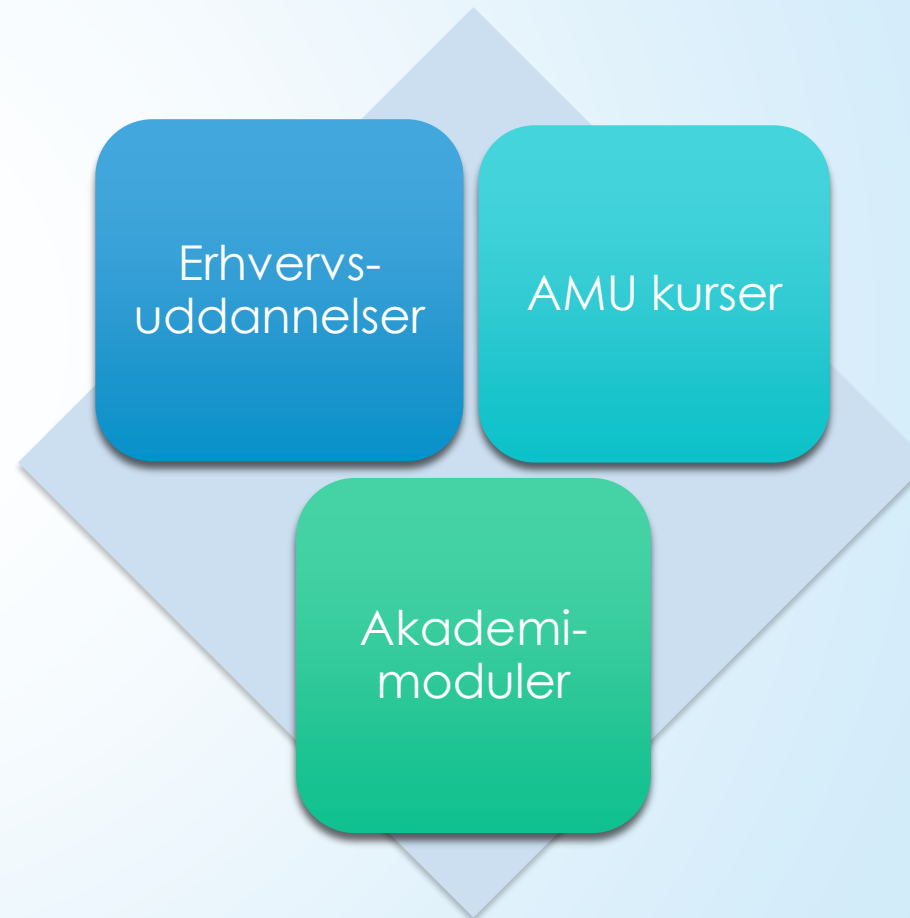 Erhvervs-
uddannelser
AMU kurser
Akademi-
moduler